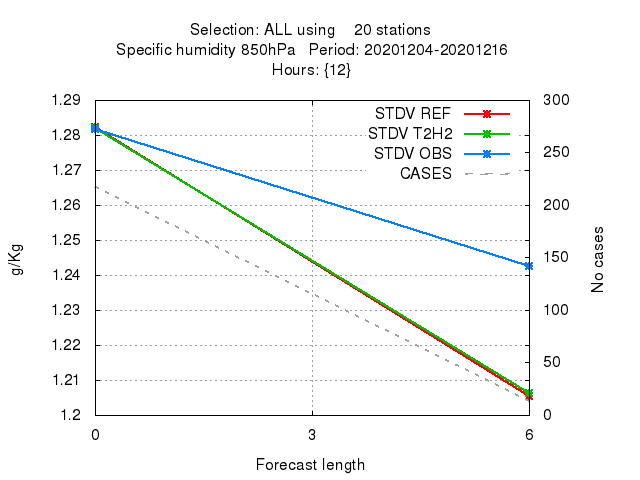 Selection: ALL using    20 stations
Specific humidity 850hPa   Period: 20201204-20201216
Hours: {12}
STDV REF
STDV T2H2
STDV OBS
CASES
1.29
1.28
1.27
1.26
1.25
1.24
1.23
1.22
1.21
1.2
300
250
200
150
100
50
0
g/Kg
No cases
0 3 6
Forecast length